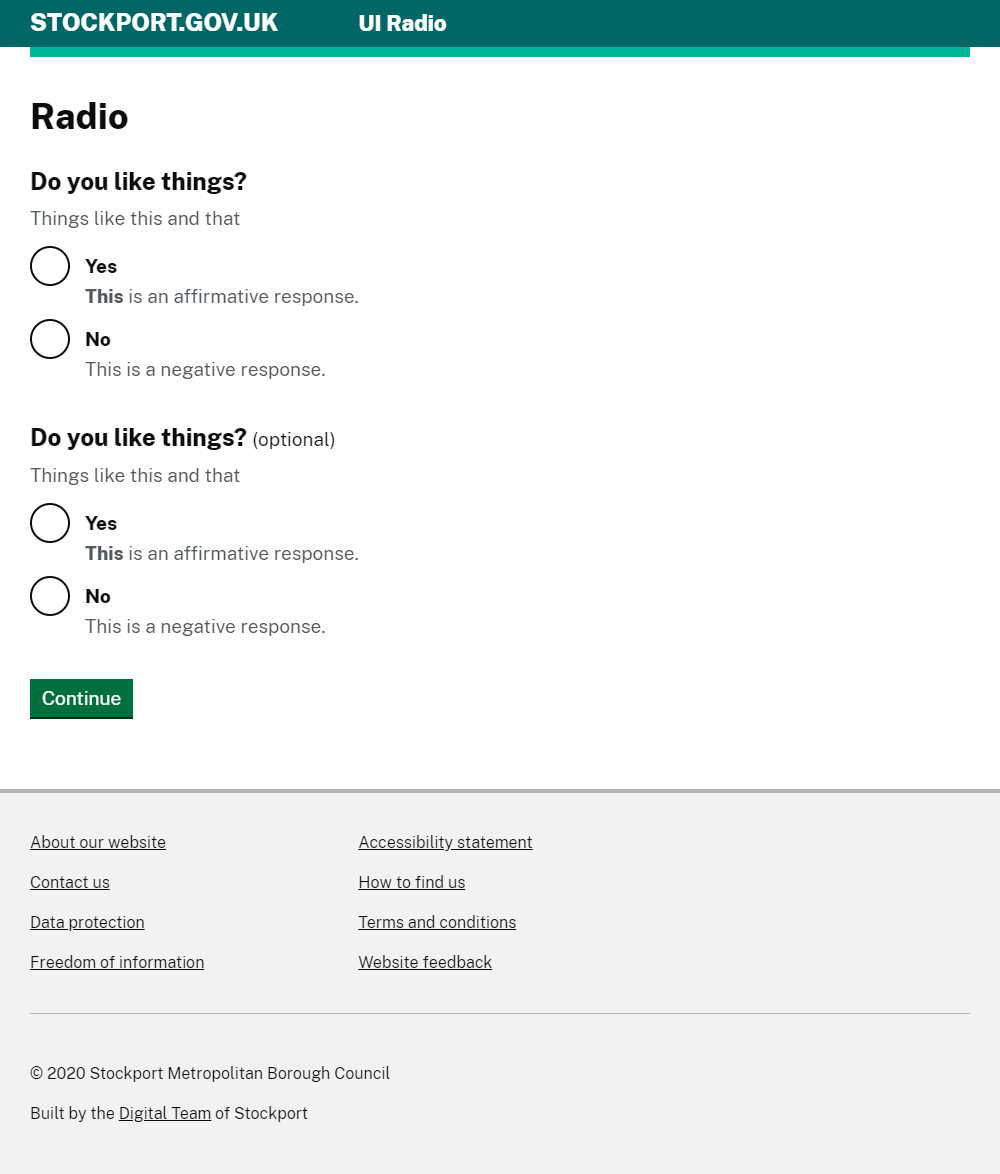 STOCKPORT.GOV.UK UI Radio
Radio
Do you like things?
Things like this and that
Yes
This is an affirmative response.
No
This is a negative response.
Do you like things? (optional)
Things like this and that
Yes
This is an affirmative response.
No
This is a negative response.
Continue
About our website Accessibility statement
Contact us How to find us
Data protection Terms and conditions
Freedom of information Website feedback
© 2020 Stockport Metropolitan Borough Council
Built by the Digital Team of Stockport